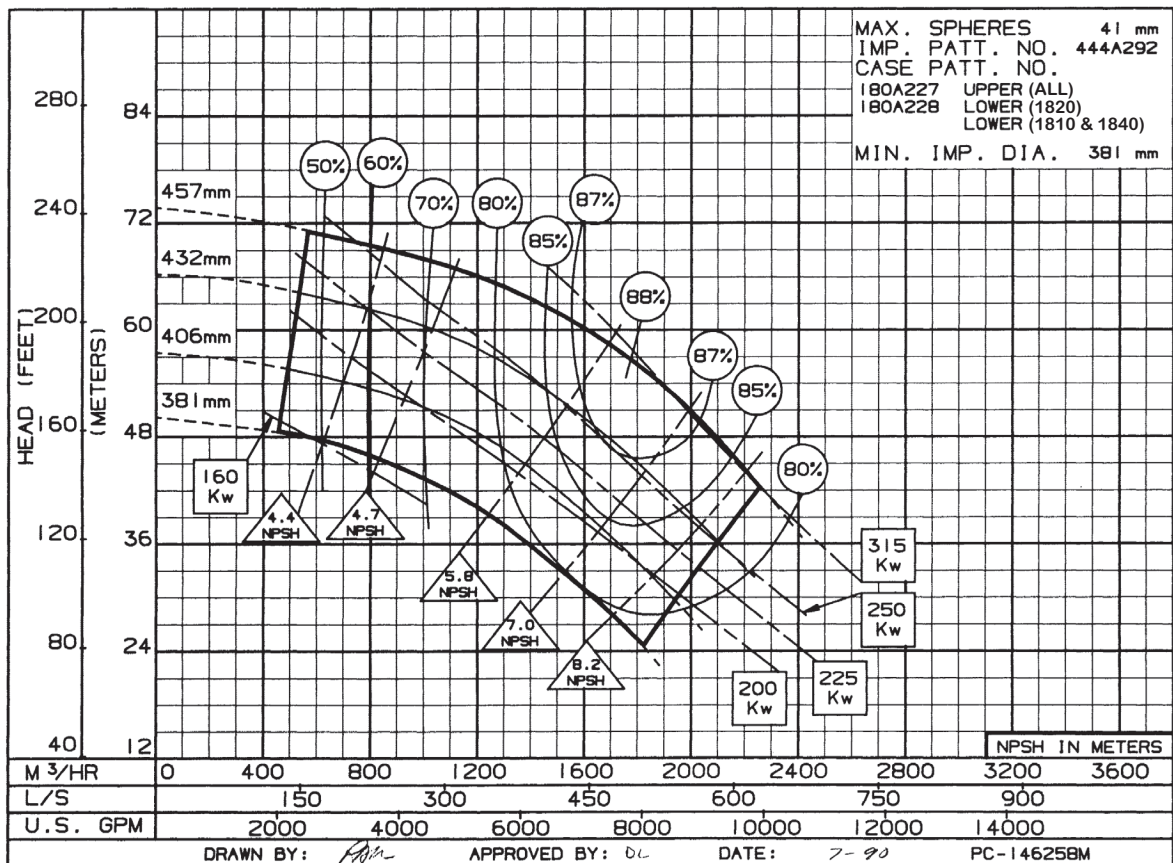 MAX. SPHERES 41 mm
IMP. PATT. NO. 444A292
CASE PATT. NO.
180A227 UPPER (ALL)
180A228 LOWER (1820)
LOWER (1810 & 1840)
MIN. IMP. DIA. 381 mm
HEAD (FEET)
(METERS)
280
240
200
160
120
80
40
84
72
60
48
36
24
12
457mm
432mm
406mm
381mm
50%
60%
70%
80%
85%
87%
88%
87%
85%
80%
160
Kw
4.4
NPSH
4.7
NPSH
5.8
NPSH
7.0
NPSH
8.2
NPSH
315
Kw
250
Kw
225
Kw
200
Kw
NPSH IN METERS
M3/HR 0 400 800 1200 1600 2000 2400 2800 3200 3600
L/S 150 300 450 600 750 900
U.S. GPM 2000 4000 6000 8000 10000 12000 14000
DRAWN BY: APPROVED BY: DL DATE: 7-90 PC-146258M